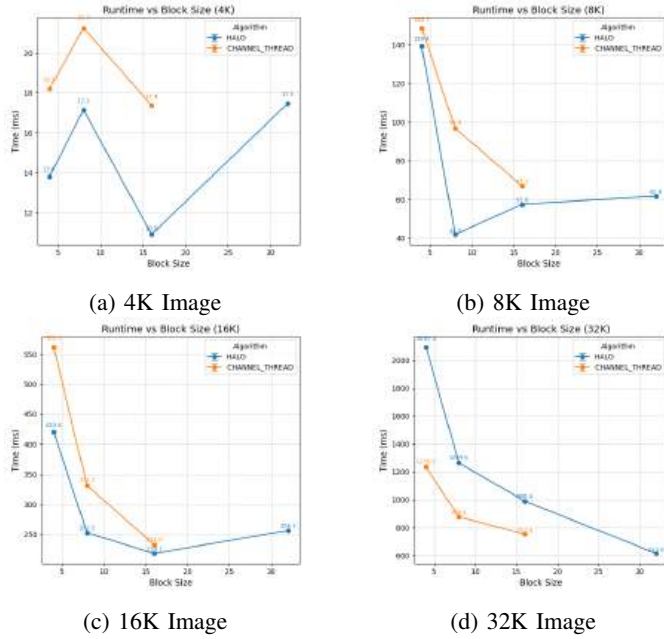 Runtime vs Block Size (4K)
Algorithm
HALO
CHANNEL_THREAD
Time (ms)
20
18
16
14
12
5
10
15
20
25
30
Block Size
(a) 4K Image
Runtime vs Block Size (8K)
Algorithm
HALO
CHANNEL_THREAD
Time (ms)
140
120
100
80
60
40
5
10
15
20
25
30
Block Size
(b) 8K Image
Runtime vs Block Size (16K)
Algorithm
HALO
CHANNEL_THREAD
Time (ms)
550
500
450
400
350
300
250
5
10
15
20
25
30
Block Size
(c) 16K Image
Runtime vs Block Size (32K)
Algorithm
HALO
CHANNEL_THREAD
Time (ms)
2000
1800
1600
1400
1200
1000
800
600
5
10
15
20
25
30
Block Size
(d) 32K Image